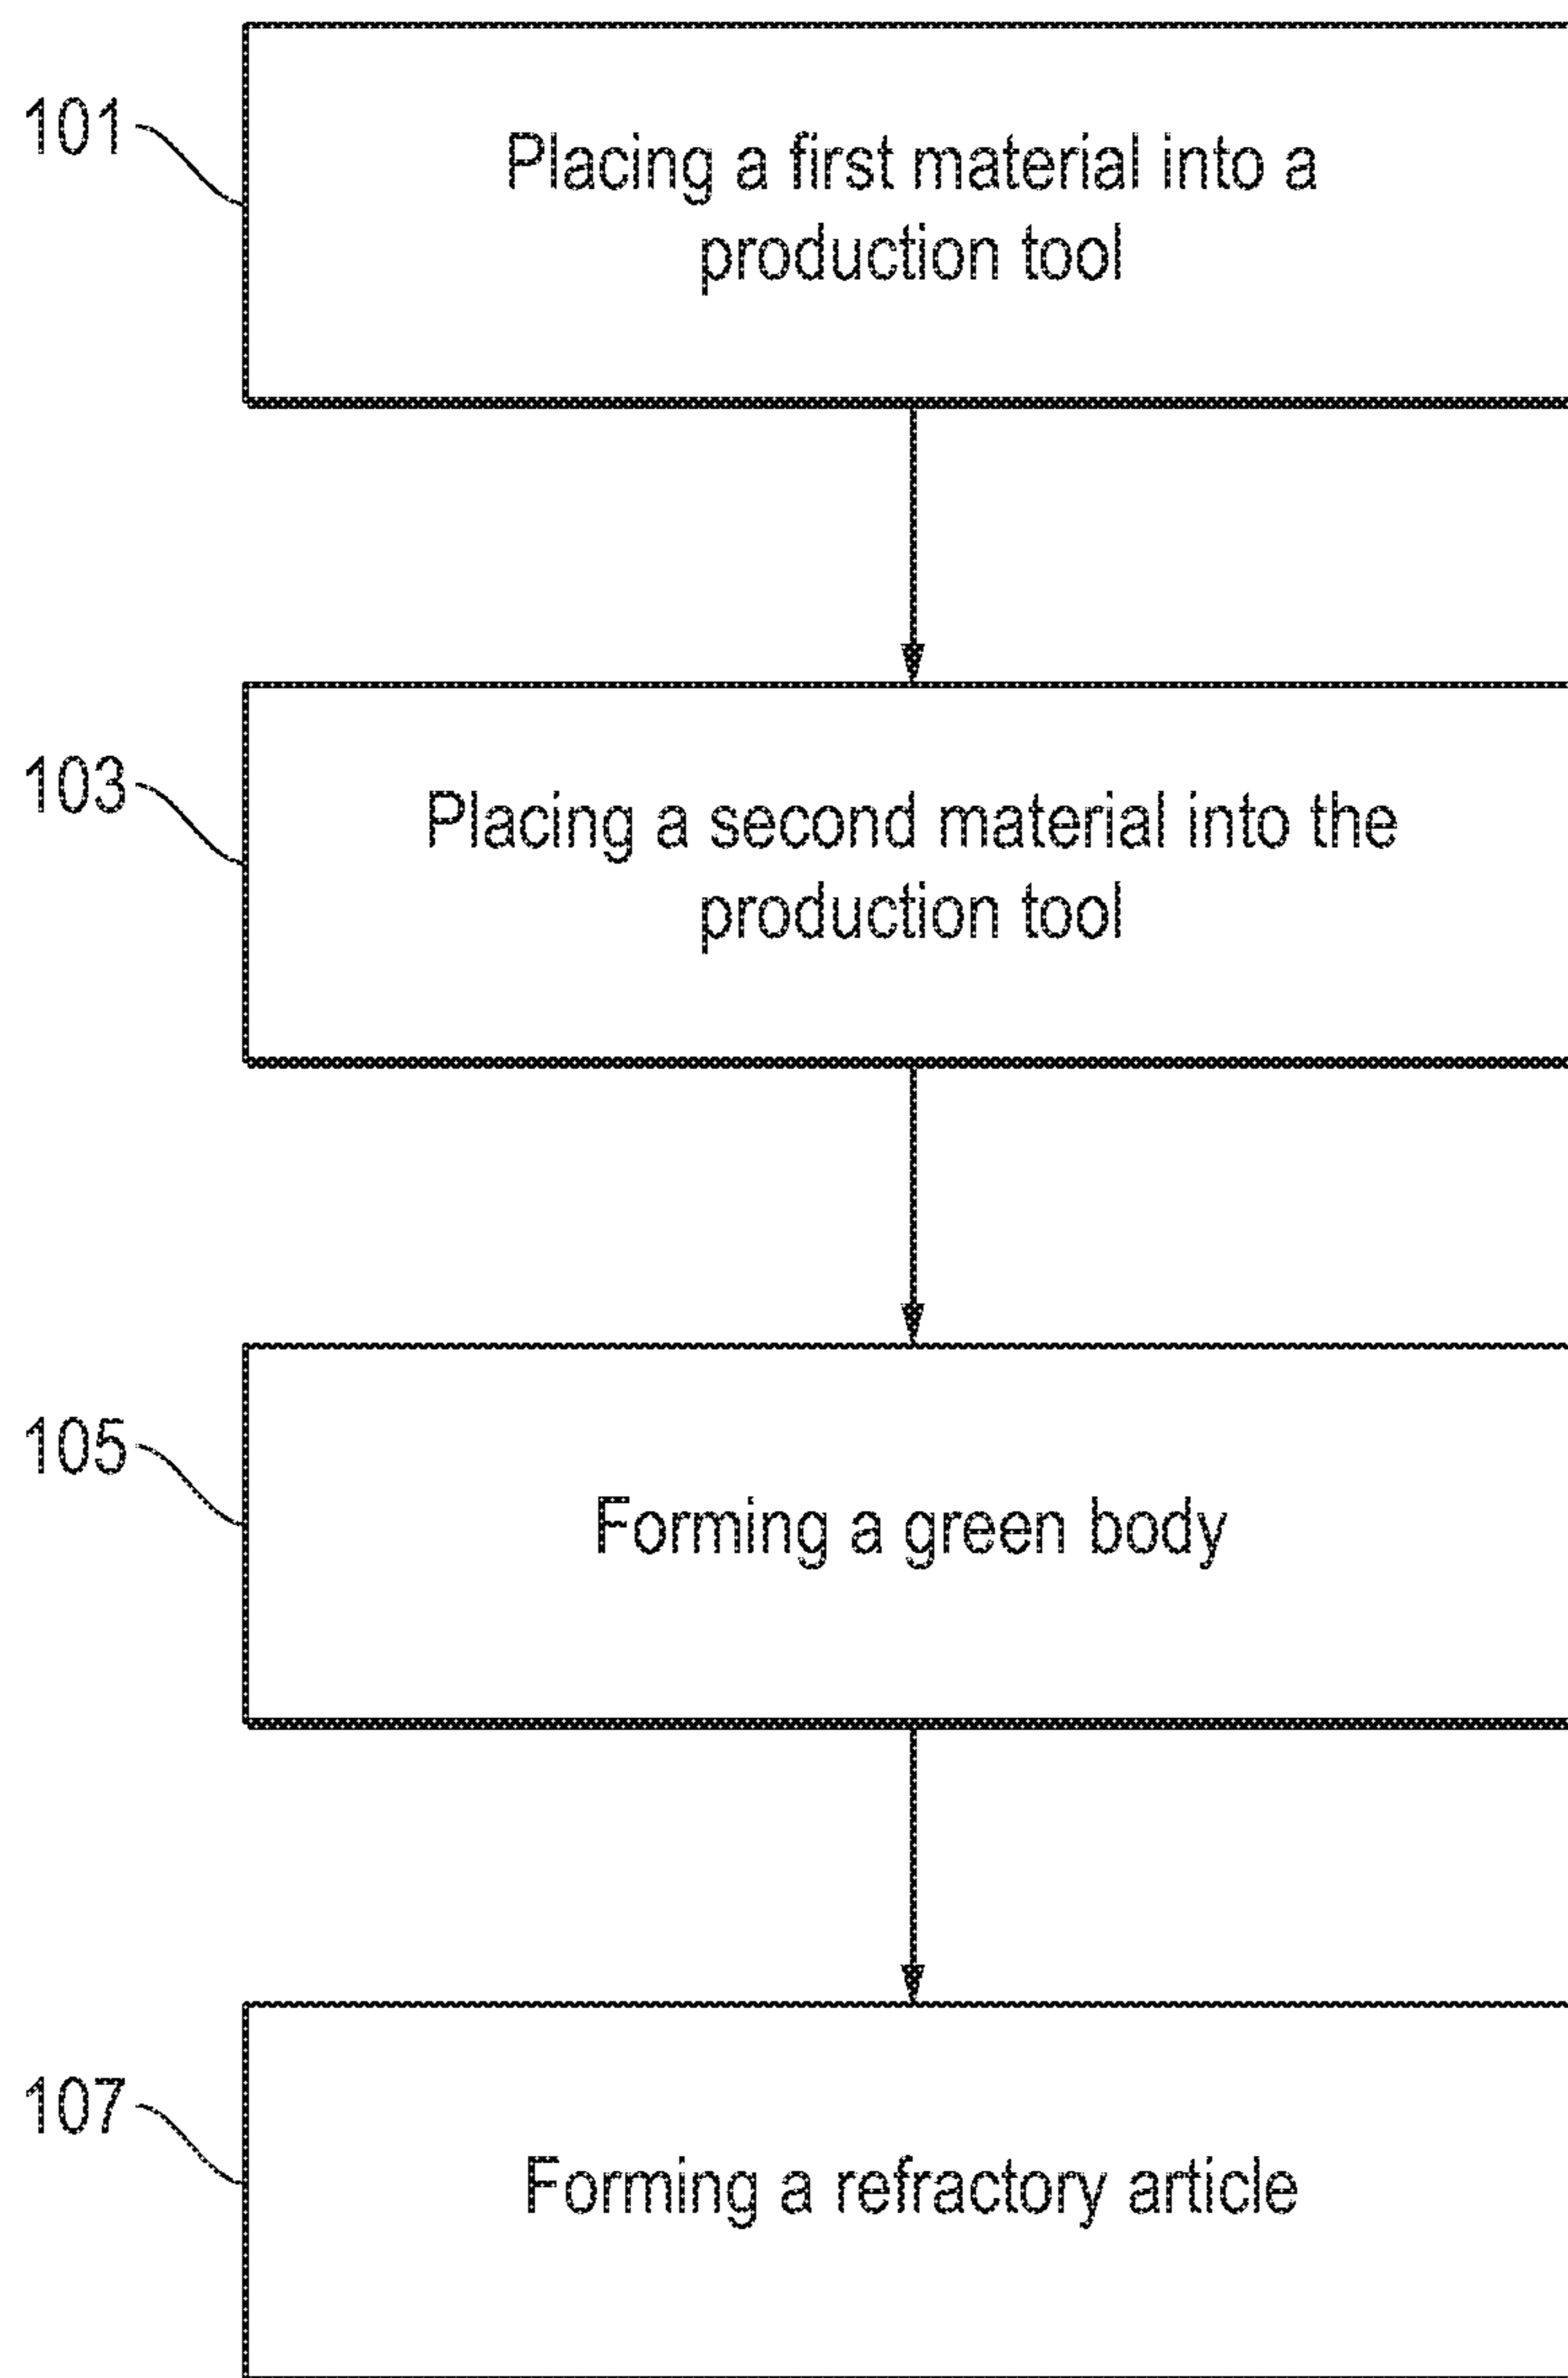 101
Placing a first material into a
production tool
103
Placing a second material into the
production tool
105
Forming a green body
107
Forming a refractory article